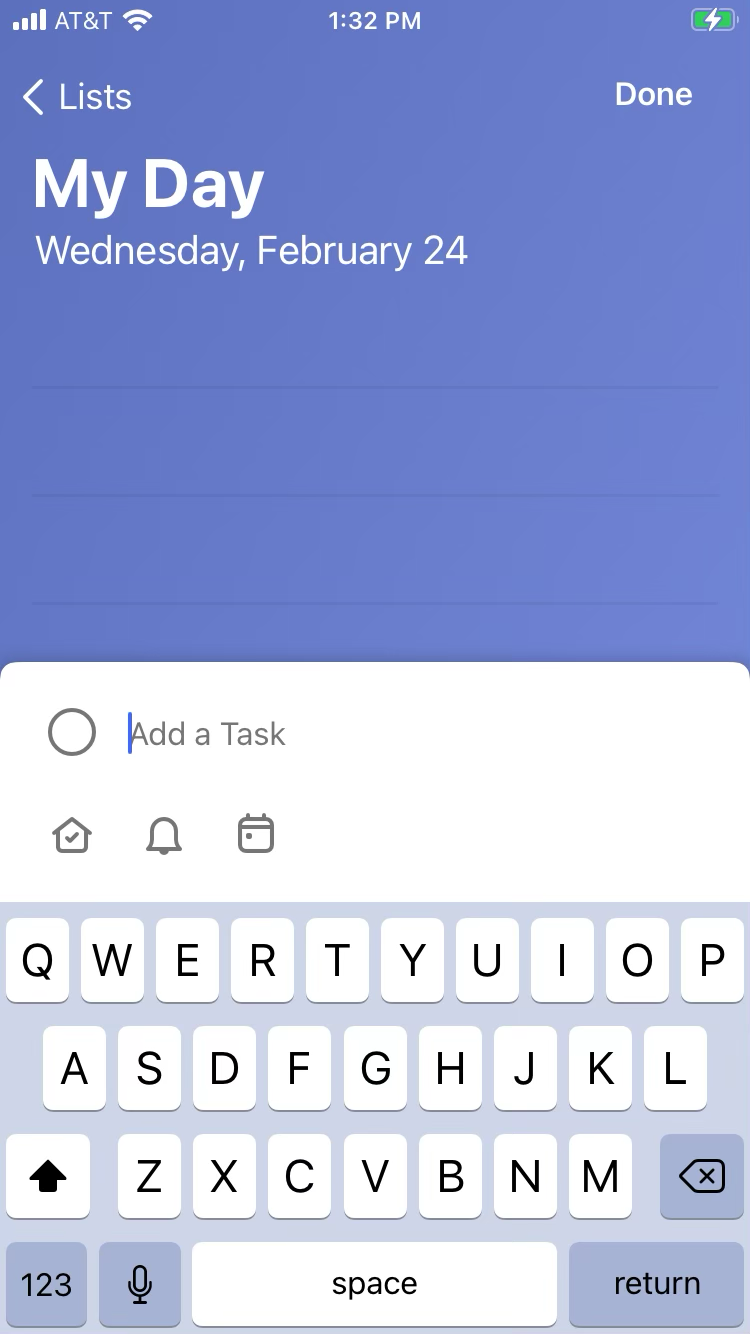 AT&T 1:32 PM
Lists Done
My Day
Wednesday, February 24
Add a Task
Q W E R T Y U I O P
A S D F G H J K L
Z X C V B N M
123 space return